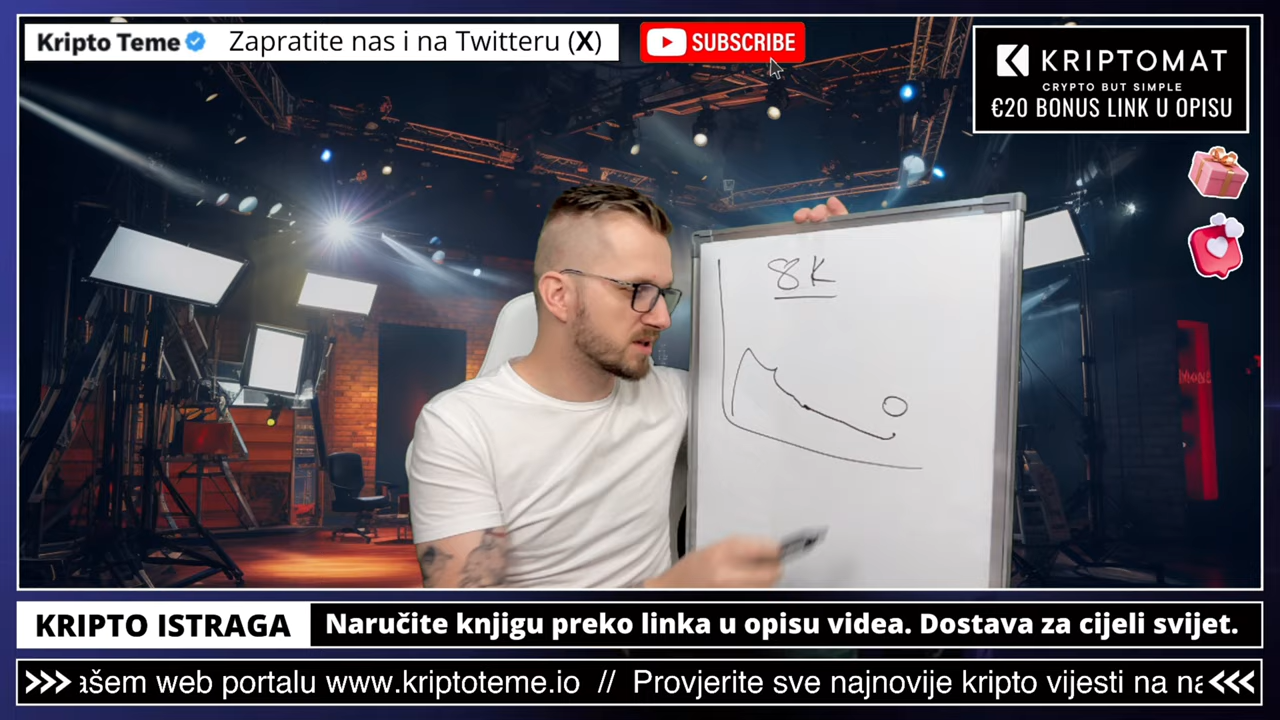 Kripto Teme
Zapratite nas i na Twitteru (X)
SUBSCRIBE
KRIPTOMAT
CRYPTO BUT SIMPLE
€20 BONUS LINK U OPISU
8K
KRIPTO ISTRAGA
Naručite knjigu preko linka u opisu videa. Dostava za cijeli svijet.
>>> ašem web portalu www.kriptoteme.io // Provjerite sve najnovije kripto vijesti na na <<<